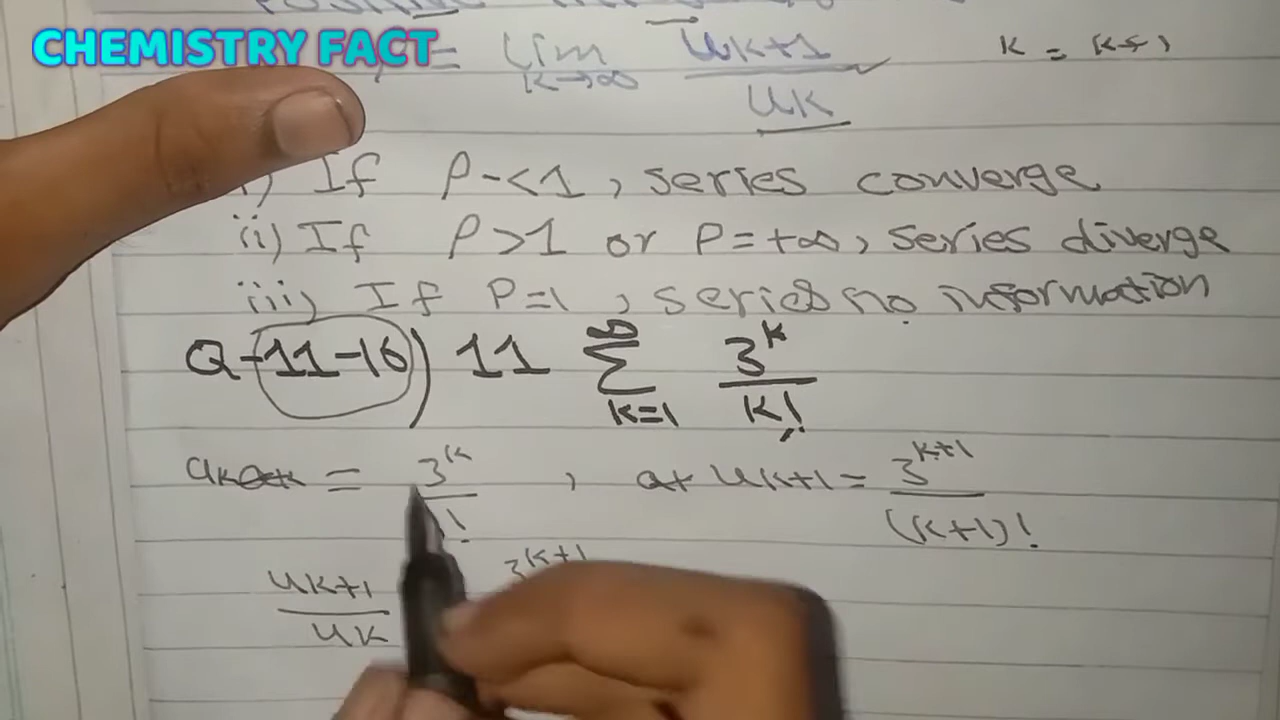 CHEMISTRY FACT
= lim k→∞ uk+1 / uk
k = k+1
i) If ρ-<1, series converge
ii) If ρ>1 or ρ=+∞, series diverge
iii) If ρ=1, series no information
Q-11-16) 11 ∑ k=1 ∞ 3^k / k!
= 3^k / !, at uk+1 = 3^k+1 / (k+1)!
uk+1 / uk 3^k+1